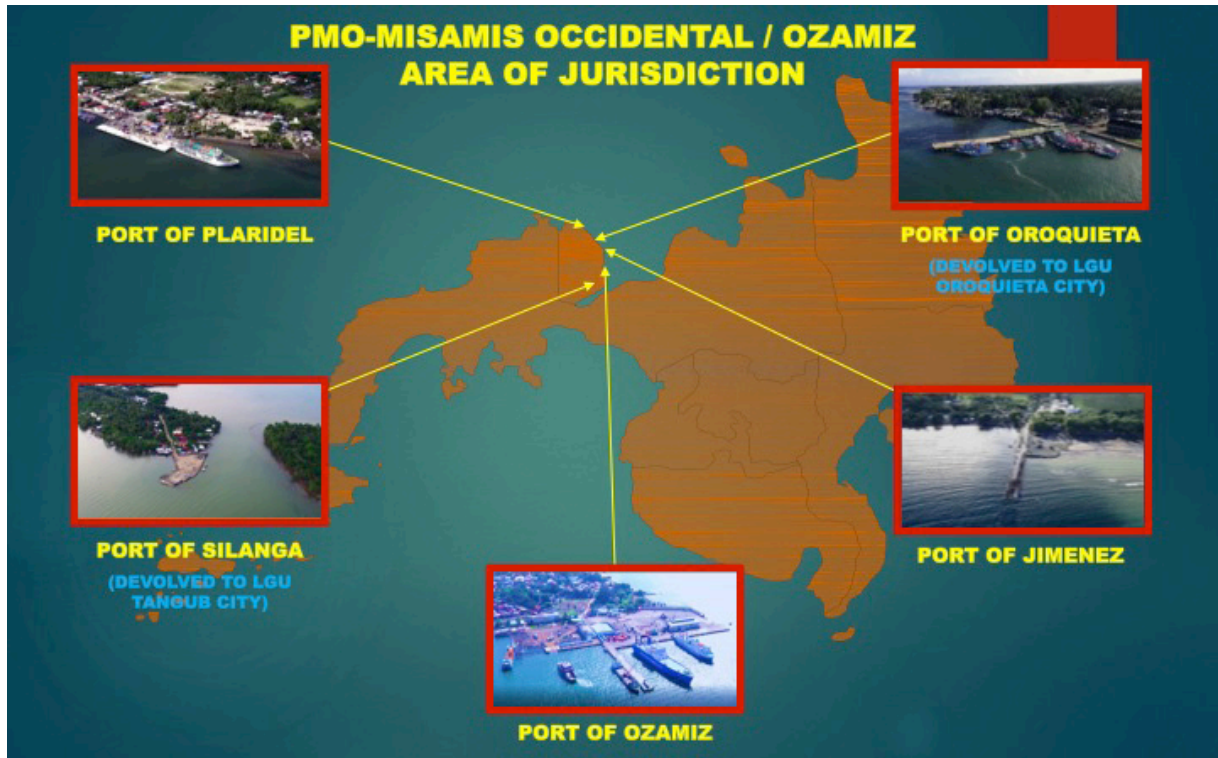 PMO-MISAMIS OCCIDENTAL / OZAMIZ
AREA OF JURISDICTION
PORT OF PLARIDEL
PORT OF OROQUIETA
(DEVOLVED TO LGU
OROQUIETA CITY)
PORT OF SILANGA
(DEVOLVED TO LGU
TANGUB CITY)
PORT OF JIMENEZ
PORT OF OZAMIZ